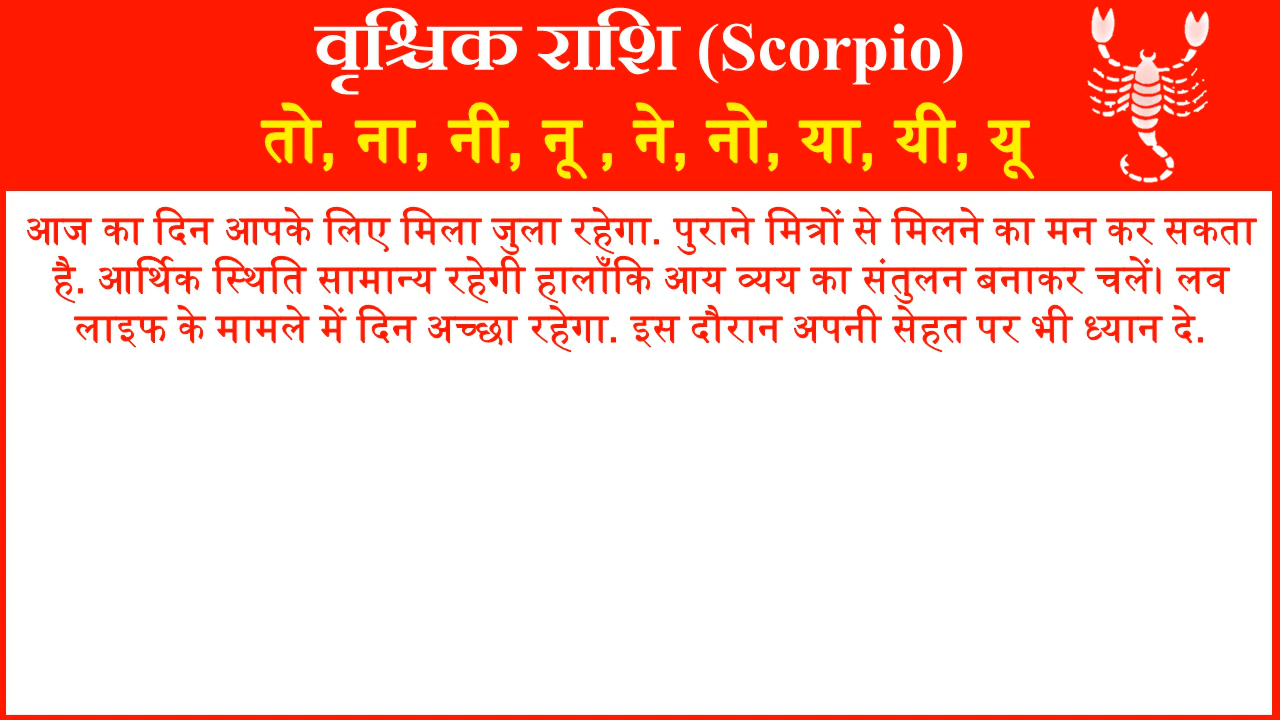 वृश्चिक राशि (Scorpio)
तो, ना, नी, नू , ने, नो, या, यी, यू
आज का दिन आपके लिए मिला जुला रहेगा. पुराने मित्रों से मिलने का मन कर सकता
है. आर्थिक स्थिति सामान्य रहेगी हालाँकि आय व्यय का संतुलन बनाकर चलें। लव
लाइफ के मामले में दिन अच्छा रहेगा. इस दौरान अपनी सेहत पर भी ध्यान दे.